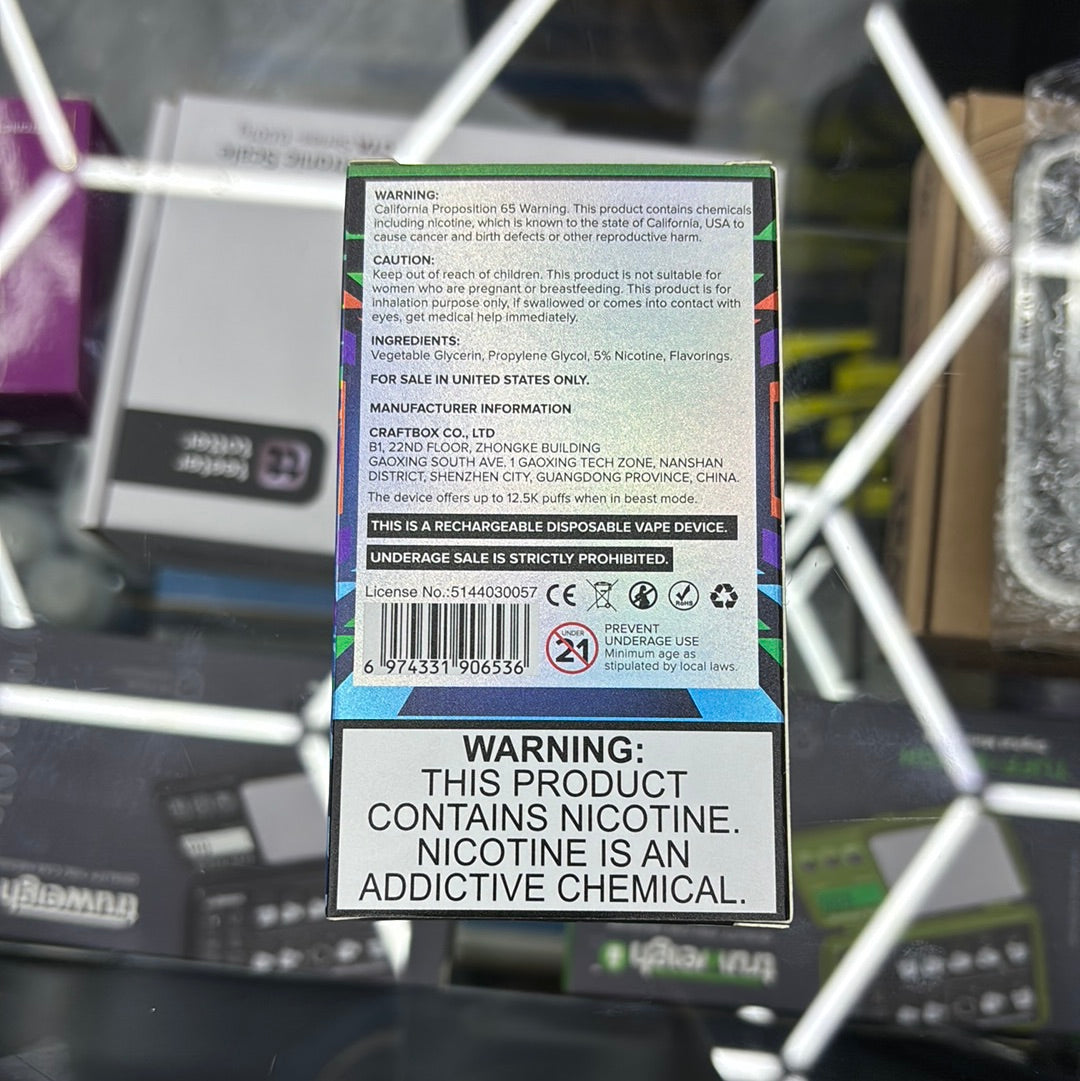 WARNING:
California Proposition 65 Warning. This product contains chemicals
including nicotine, which is known to the state of California, USA to
cause cancer and birth defects or other reproductive harm.
CAUTION:
Keep out of reach of children. This product is not suitable for
women who are pregnant or breastfeeding. This product is for
inhalation purpose only, if swallowed or comes into contact with
eyes, get medical help immediately.
INGREDIENTS:
Vegetable Glycerin, Propylene Glycol, 5% Nicotine, Flavorings.
FOR SALE IN UNITED STATES ONLY.
MANUFACTURER INFORMATION
CRAFTBOX CO., LTD
B1, 22ND FLOOR, ZHONGKE BUILDING
GAOXING SOUTH AVE. 1 GAOXING TECH ZONE, NANSHAN
DISTRICT, SHENZHEN CITY, GUANGDONG PROVINCE, CHINA.
The device offers up to 12.5K puffs when in beast mode.
THIS IS A RECHARGEABLE DISPOSABLE VAPE DEVICE.
UNDERAGE SALE IS STRICTLY PROHIBITED.
License No.:5144030057 CE RoHS
6 974331 906536
UNDER
21
PREVENT
UNDERAGE USE
Minimum age as
stipulated by local laws.
WARNING:
THIS PRODUCT
CONTAINS NICOTINE.
NICOTINE IS AN
ADDICTIVE CHEMICAL.
truweigh
truweigh